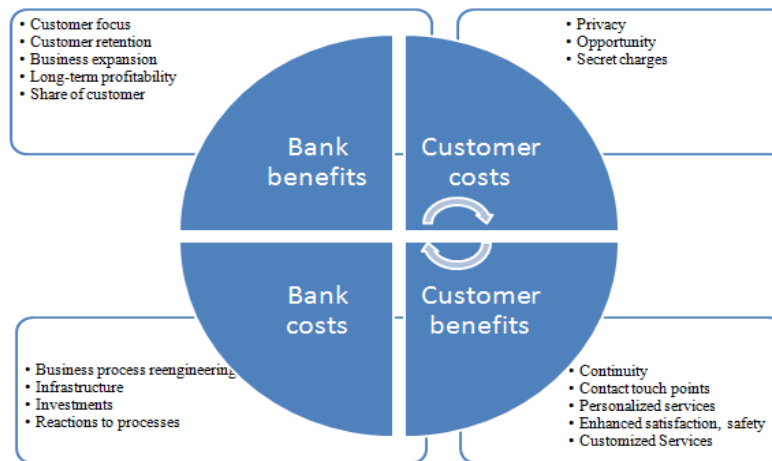 • Customer focus
• Customer retention
• Business expansion
• Long-term profitability
• Share of customer
• Privacy
• Opportunity
• Secret charges
Bank
benefits
Customer
costs
Bank
costs
Customer
benefits
• Business process reengineering
• Infrastructure
• Investments
• Reactions to processes
• Continuity
• Contact touch points
• Personalized services
• Enhanced satisfaction, safety
• Customized Services